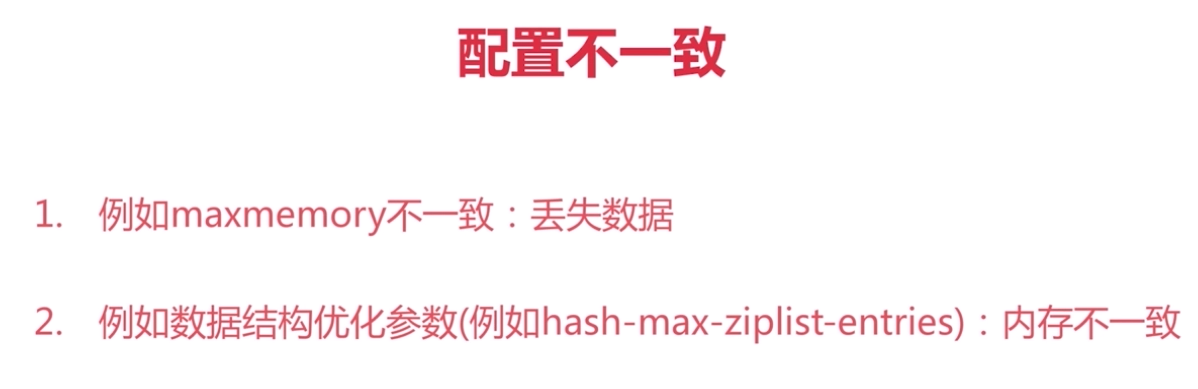 配置不一致
1. 例如maxmemory不一致：丢失数据
2. 例如数据结构优化参数(例如hash-max-ziplist-entries)：内存不一致